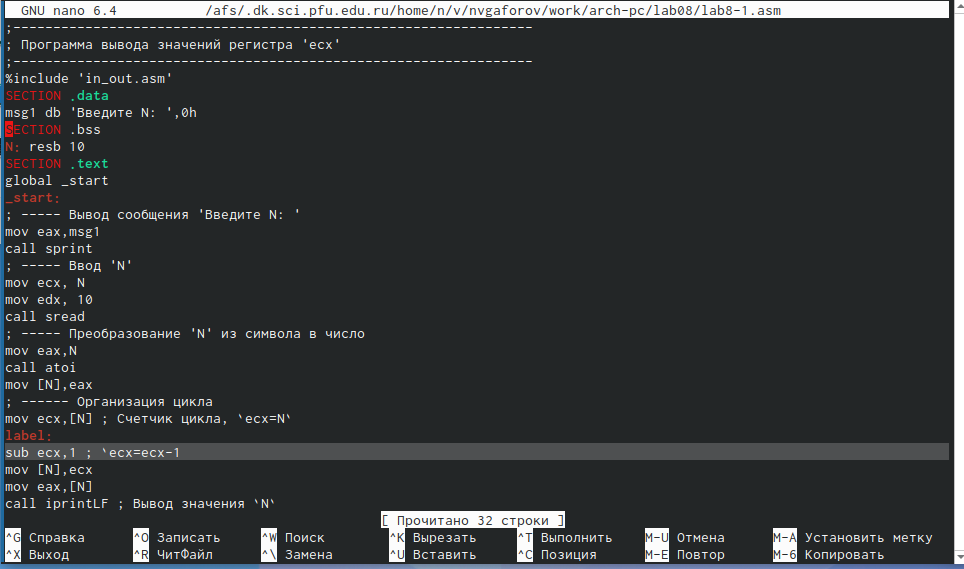 GNU nano 6.4 /afs/.dk.sci.pfu.edu.ru/home/n/v/nvgaforov/work/arch-pc/lab08/lab8-1.asm
;-----------------------------------------------------------------
; Программа вывода значений регистра 'ecx'
;-----------------------------------------------------------------
%include 'in_out.asm'
SECTION .data
msg1 db 'Введите N: ',0h
SECTION .bss
N: resb 10
SECTION .text
global _start
_start:
; ----- Вывод сообщения 'Введите N: '
mov eax,msg1
call sprint
; ----- Ввод 'N'
mov ecx, N
mov edx, 10
call sread
; ----- Преобразование 'N' из символа в число
mov eax,N
call atoi
mov [N],eax
; ------ Организация цикла
mov ecx,[N] ; Счетчик цикла, `ecx=N`
label:
sub ecx,1 ; `ecx=ecx-1
mov [N],ecx
mov eax,[N]
call iprintLF ; Вывод значения `N`
[ Прочитано 32 строки ]
^G Справка ^O Записать ^W Поиск ^K Вырезать ^T Выполнить M-U Отмена M-A Установить метку
^X Выход ^R ЧитФайл ^\ Замена ^U Вставить ^C Позиция M-E Повтор M-6 Копировать